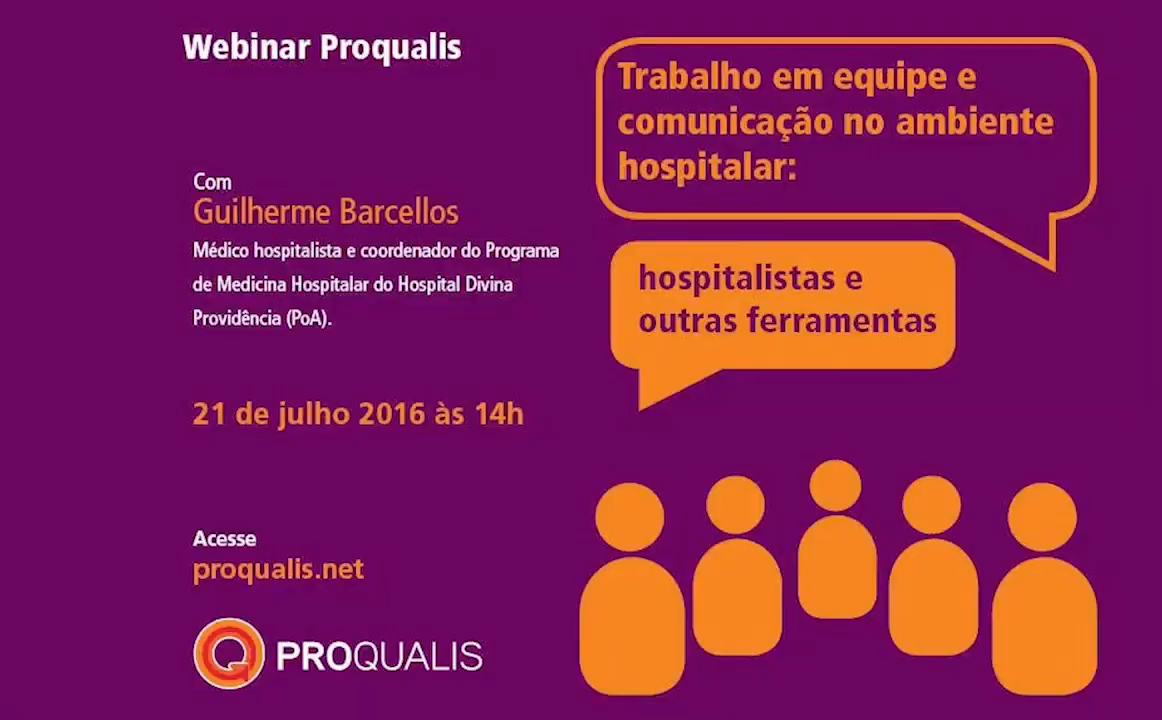 Webinar Proqualis
Com
Guilherme Barcellos
Médico hospitalista e coordenador do Programa
de Medicina Hospitalar do Hospital Divina
Providência (PoA).
21 de julho 2016 às 14h
Acesse
proqualis.net
PROQUALIS
Trabalho em equipe e
comunicação no ambiente
hospitalar:
hospitalistas e
outras ferramentas